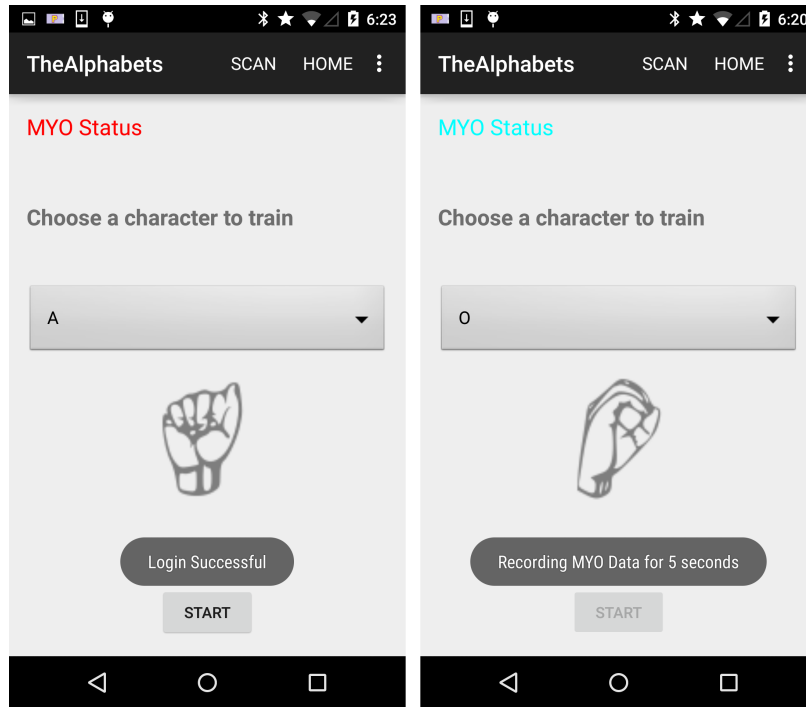 6:23
TheAlphabets SCAN HOME
MYO Status
Choose a character to train
A
Login Successful
START
6:20
TheAlphabets SCAN HOME
MYO Status
Choose a character to train
O
Recording MYO Data for 5 seconds
START